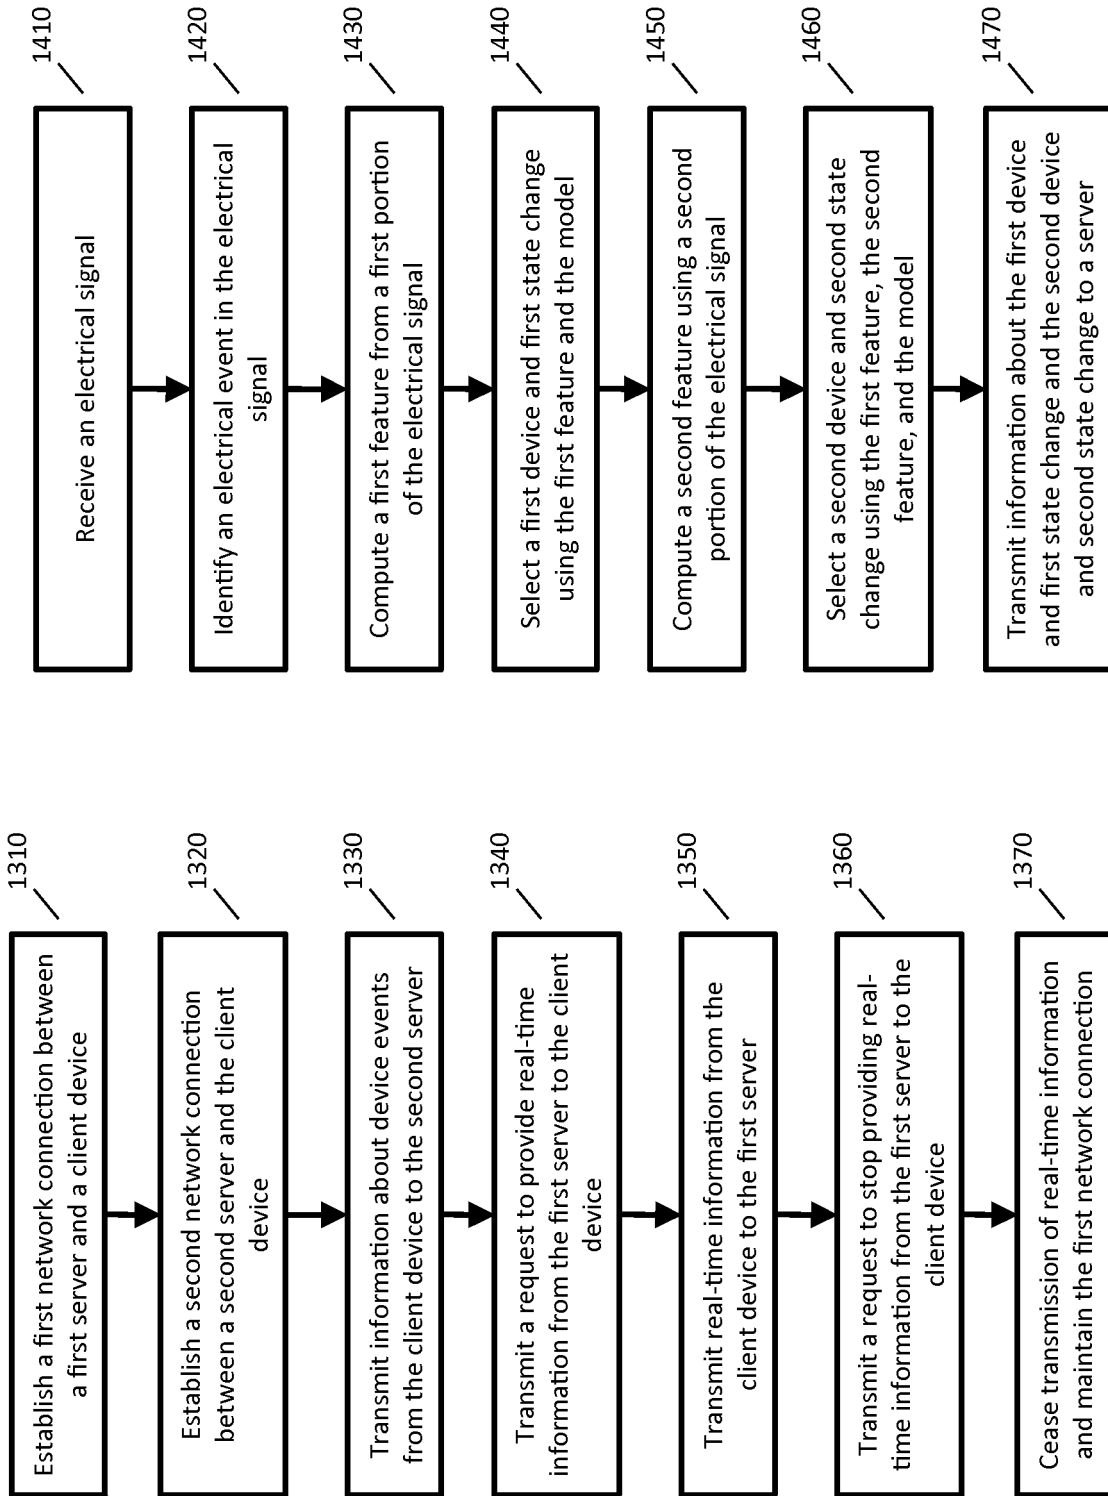 1310
Establish a first network connection between
a first server and a client device
1320
Establish a second network connection
between a second server and the client
device
1330
Transmit information about device events
from the client device to the second server
1340
Transmit a request to provide real-time
information from the first server to the client
device
1350
Transmit real-time information from the
client device to the first server
1360
Transmit a request to stop providing real-
time information from the first server to the
client device
1370
Cease transmission of real-time information
and maintain the first network connection
1410
Receive an electrical signal
1420
Identify an electrical event in the electrical
signal
1430
Compute a first feature from a first portion
of the electrical signal
1440
Select a first device and first state change
using the first feature and the model
1450
Compute a second feature using a second
portion of the electrical signal
1460
Select a second device and second state
change using the first feature, the second
feature, and the model
1470
Transmit information about the first device
and first state change and the second device
and second state change to a server